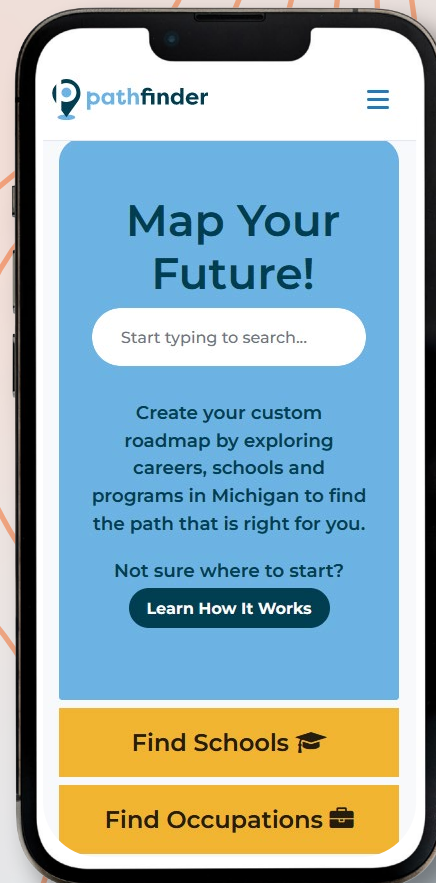 pathfinder
Map Your
Future!
Start typing to search...
Create your custom
roadmap by exploring
careers, schools and
programs in Michigan to find
the path that is right for you.
Not sure where to start?
Learn How It Works
Find Schools
Find Occupations